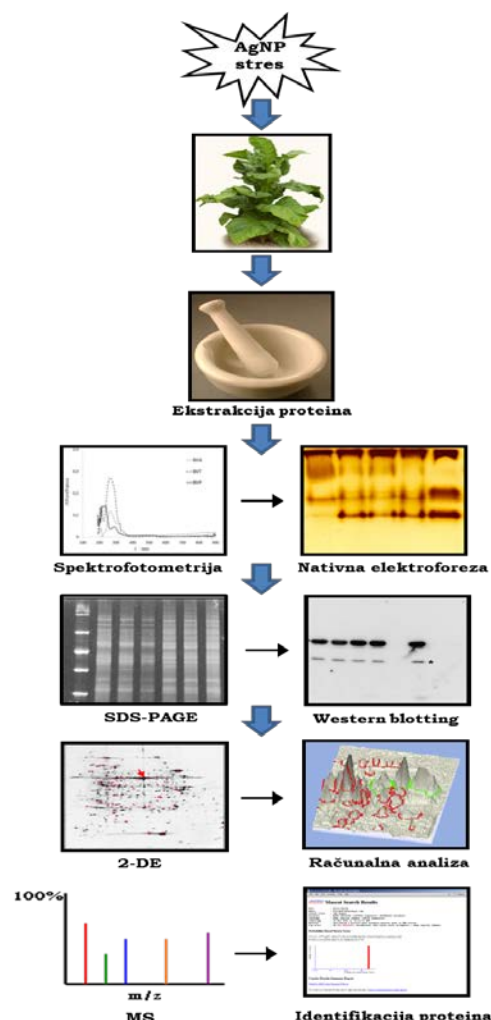 AgNP
stres
Ekstrakcija proteina
Spektrofotometrija
Nativna elektroforeza
SDS-PAGE
Western blotting
2-DE
Računalna analiza
100%
m / z
MS
Identifikacija proteina